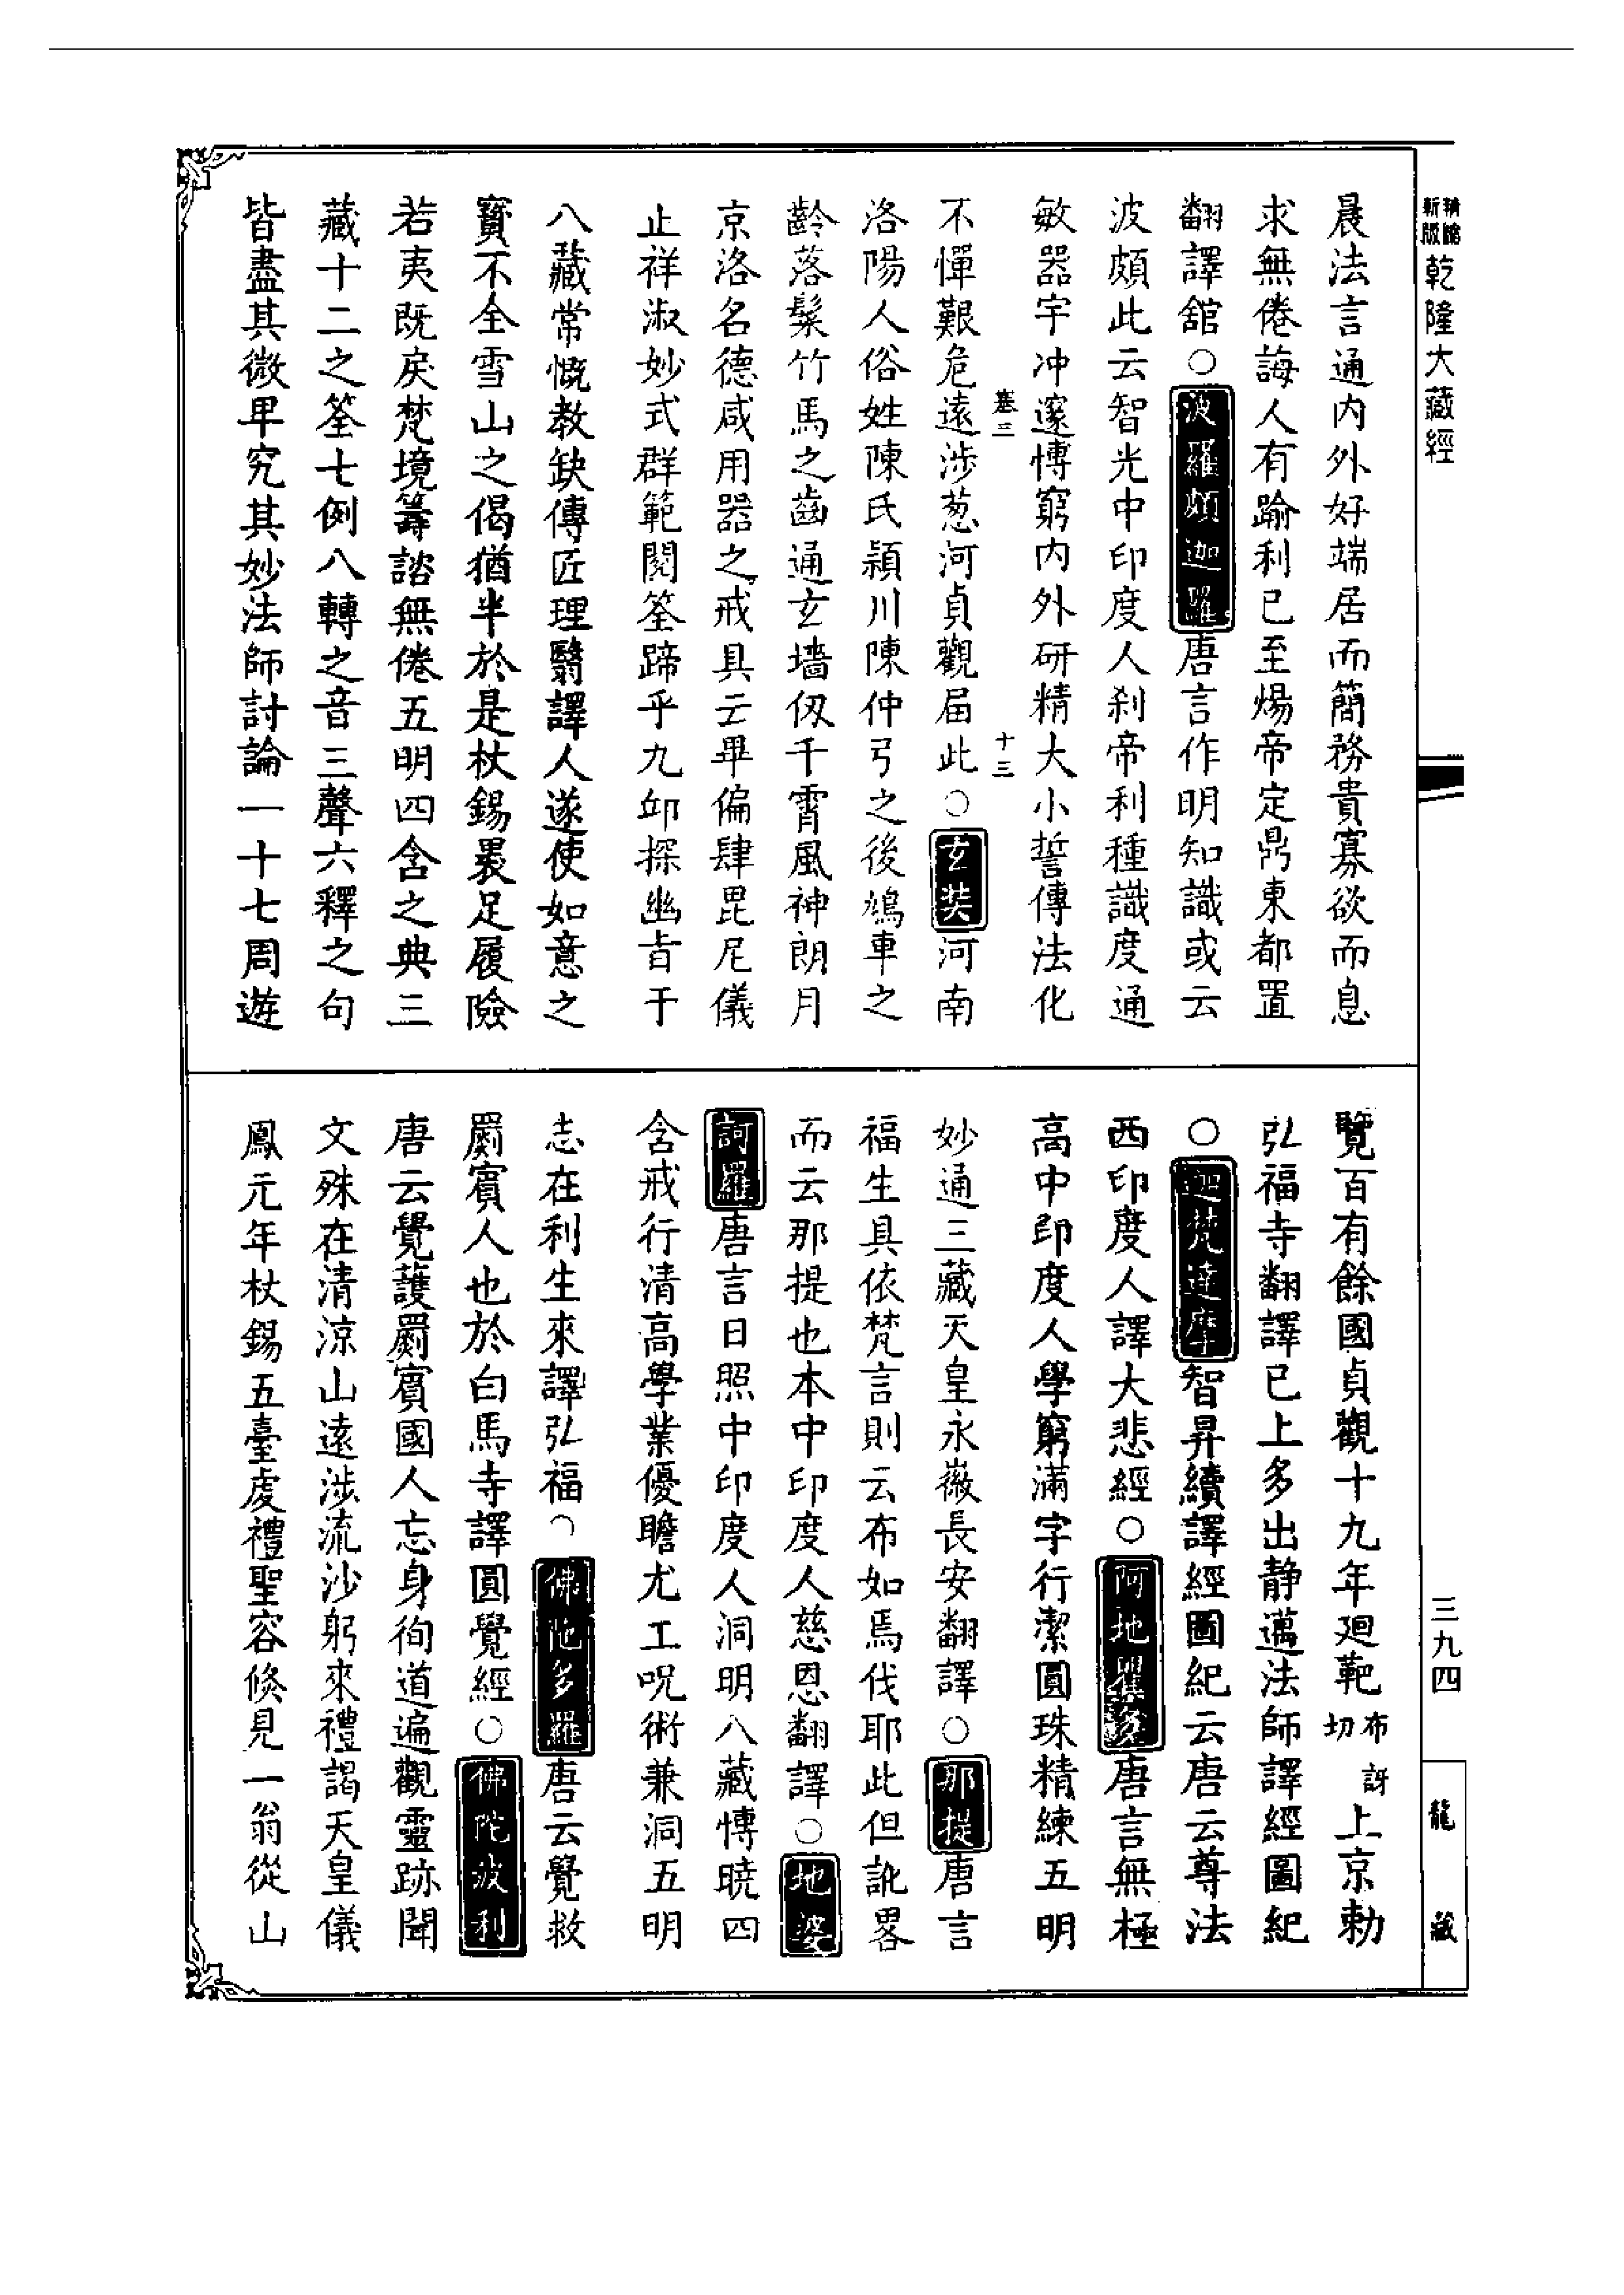 新版
精縮
乾隆大藏經
晨法言通內外好端居而簡務貴寡欲而息
求無倦誨人有踰利已至煬帝定鼎東都置
翻譯舘○波羅頗迦羅唐言作明知識或云
波頗此云智光中印度人刹帝利種識度通
敏器宇冲邃愽窮內外研精大小誓傳法化
十三
不憚艱危遠涉葱河貞觀届此○玄奘河南
洛陽人俗姓陳氏頴川陳仲弓之後鳩車之
齡落髮竹馬之齒通玄墻仭千霄風神朗月
京洛名德咸用器之戒具云畢偏肆毘尼儀
止祥淑妙式群範閱筌蹄乎九邱探幽旨于
八藏常慨教缺傳匠理翳譯人遂使如意之
寶不全雪山之偈猶半於是杖錫裹足履險
若夷既戾梵境籌諮無倦五明四含之典三
藏十二之筌七例八轉之音三聲六釋之句
皆盡其微早究其妙法師討論一十七周遊
覽百有餘國貞觀十九年廻靶布訝切上京勅
弘福寺翻譯已上多出静邁法師譯經圖紀
○迦梵達摩智昇續譯經圖紀云唐云尊法
西印度人譯大悲經○阿地瞿多唐言無極
高中印度人學窮滿字行潔圓珠精練五明
妙通三藏天皇永薇長安翻譯○那提唐言
福生具依梵言則云布如焉伐耶此但訛畧
而云那提也本中印度人慈恩翻譯○地婆
訶羅唐言日照中印度人洞明八藏愽暁四
含戒行清高學業優贍尤工呪術兼洞五明
志在利生來譯弘福○佛陀多羅唐云覺救
罽賓人也於白馬寺譯圓覺經○佛陀波利
唐云覺護罽賓國人忘身徇道遍觀靈跡聞
文殊在清凉山遠涉流沙躬來禮謁天皇儀
鳳元年杖錫五臺虔禮聖容倏見一翁從山
三九四
龍
藏